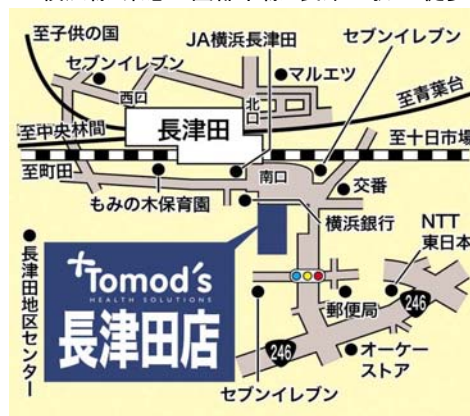 至子供の国
JA横浜長津田
セブンイレブン
セブンイレブン
マルエツ
西口
北口
至青葉台
長津田
至中央林間
至十日市場
至町田
南口
交番
もみの木保育園
横浜銀行
NTT
東日本
長津田地区センター
Tomod's
HEALTH SOLUTIONS
長津田店
246
郵便局
246
オーケー
ストア
セブンイレブン